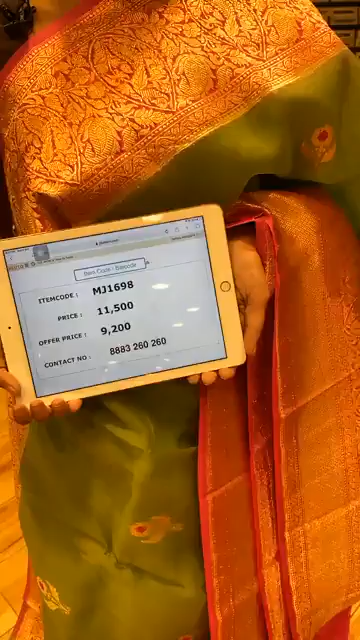 Item Code - Barcode
ITEMCODE : MJ1698
PRICE : 11,500
OFFER PRICE : 9,200
CONTACT NO - 8883 260 260